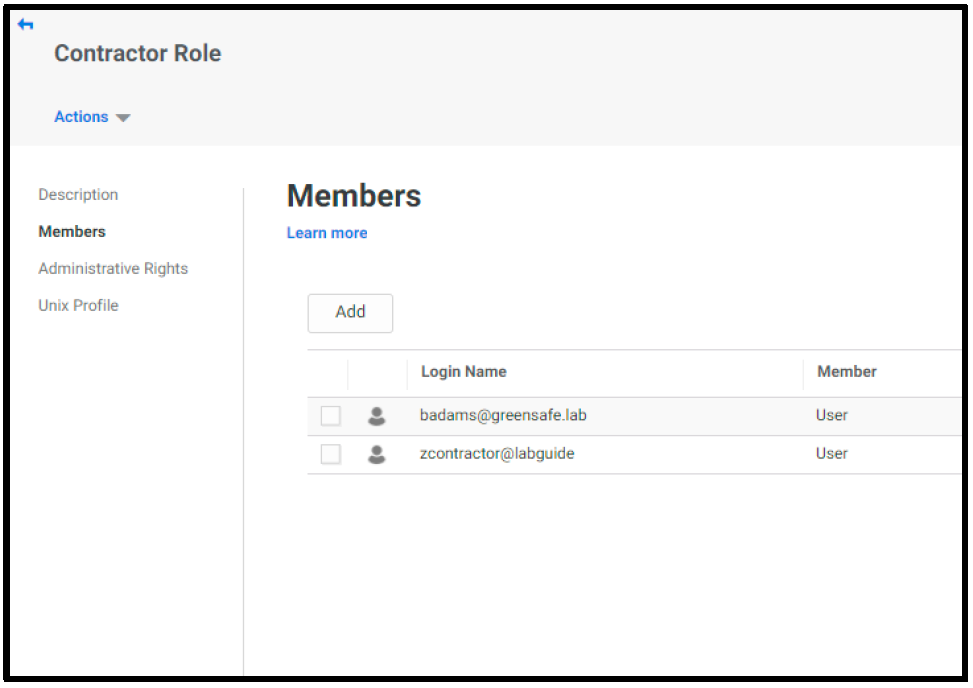 Contractor Role
Actions
Description
Members
Administrative Rights
Unix Profile
Members
Learn more
Add
Login Name Member
badams@greensafe.lab User
zcontractor@labguide User